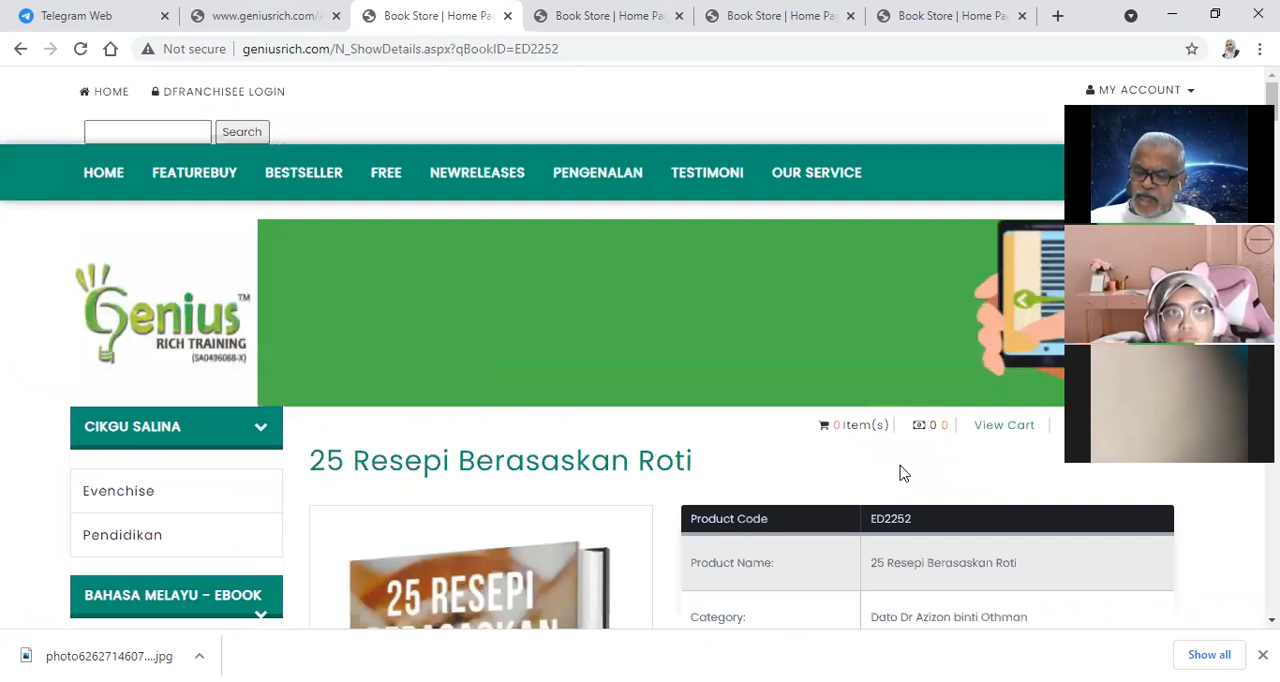 Telegram Web
www.geniusrich.com/
Book Store | Home Pa
Book Store | Home Pa
Book Store | Home Pa
Book Store | Home Pa
Not secure
geniusrich.com/N_ShowDetails.aspx?qBookID=ED2252
HOME
DFRANCHISEE LOGIN
MY ACCOUNT
Search
HOME
FEATUREBUY
BESTSELLER
FREE
NEWRELEASES
PENGENALAN
TESTIMONI
OUR SERVICE
Genius TM
RICH TRAINING
(SA0496068-X)
CIKGU SALINA
0 Item(s)
0 0
View Cart
25 Resepi Berasaskan Roti
Evenchise
Pendidikan
BAHASA MELAYU - EBOOK
Product Code ED2252
Product Name: 25 Resepi Berasaskan Roti
Category: Dato Dr Azizon binti Othman
25 RESEPI
BERASASKAN
photo6262714607....jpg
Show all